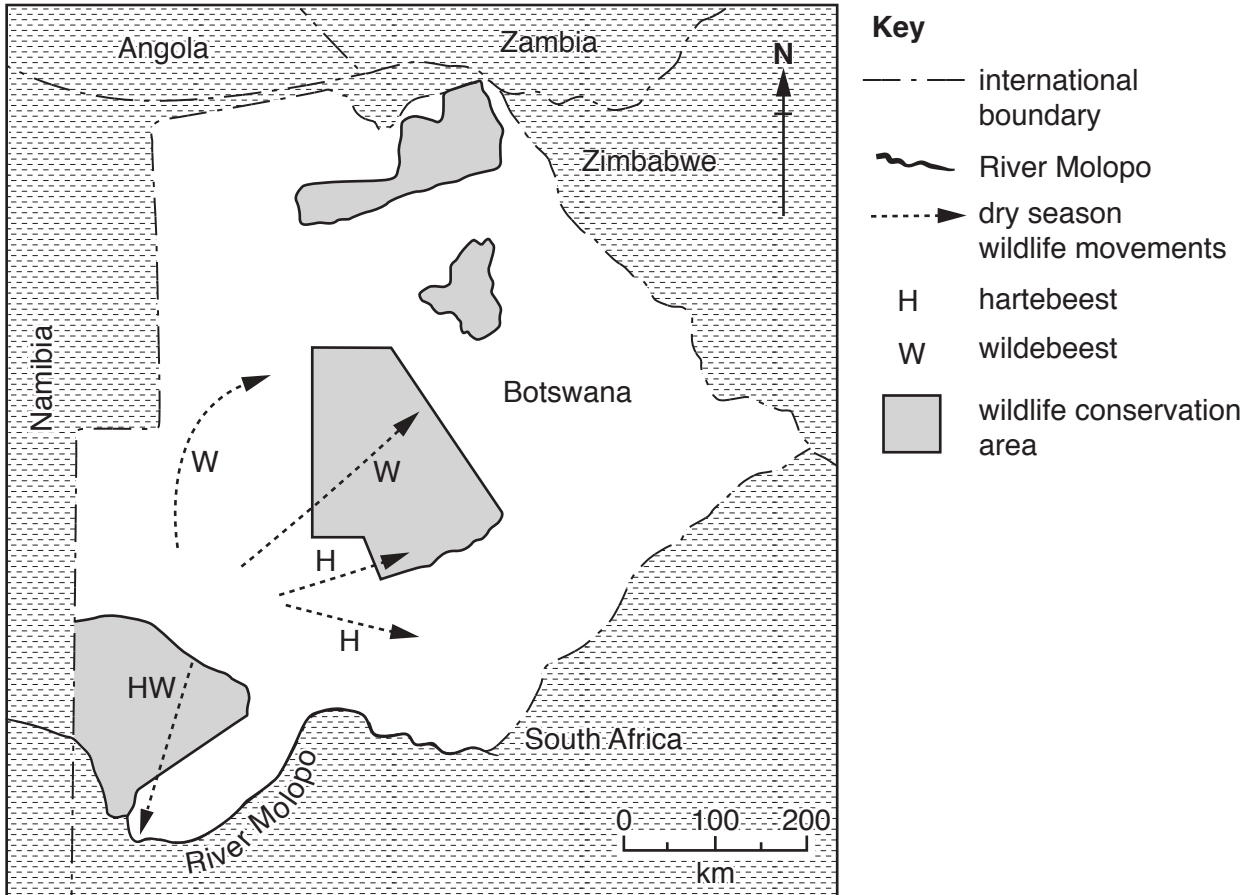 Angola
Zambia
N
Zimbabwe
Namibia
Botswana
W
W
H
H
HW
South Africa
River Molopo
0 100 200
km
Key
international
boundary
River Molopo
dry season
wildlife movements
H hartebeest
W wildebeest
wildlife conservation
area